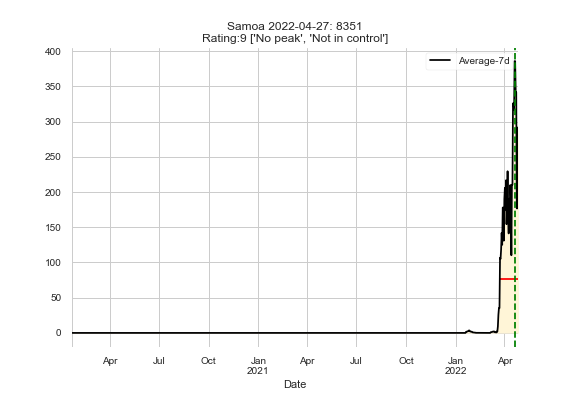 Samoa 2022-04-27: 8351
Rating:9 ['No peak', 'Not in control']
400
350
300
250
200
150
100
50
0
Average-7d
Apr Jul Oct Jan Apr Jul Oct Jan Apr
2021 2022
Date